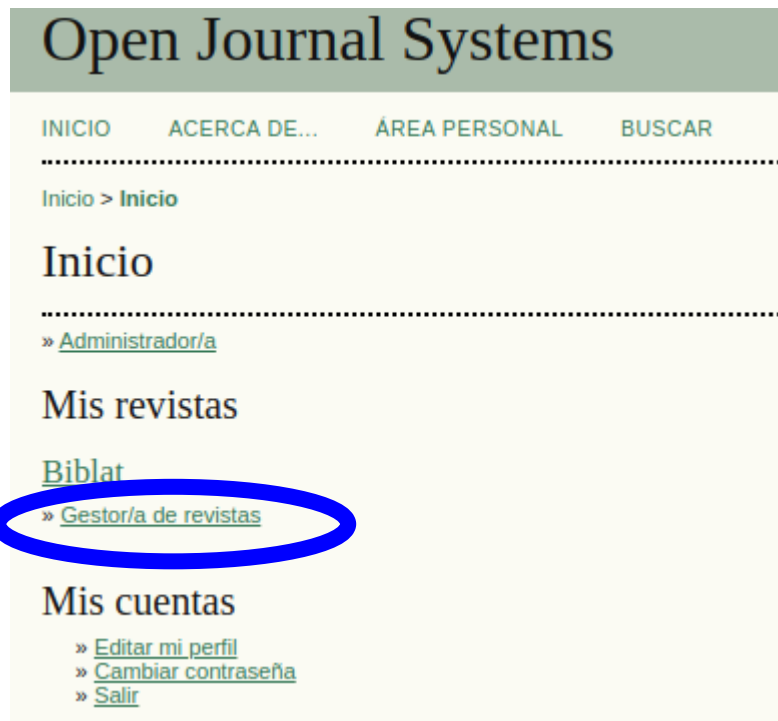 Open Journal Systems
INICIO ACERCA DE... ÁREA PERSONAL BUSCAR
Inicio > Inicio
Inicio
» Administrador/a
Mis revistas
Biblat
» Gestor/a de revistas
Mis cuentas
» Editar mi perfil
» Cambiar contraseña
» Salir